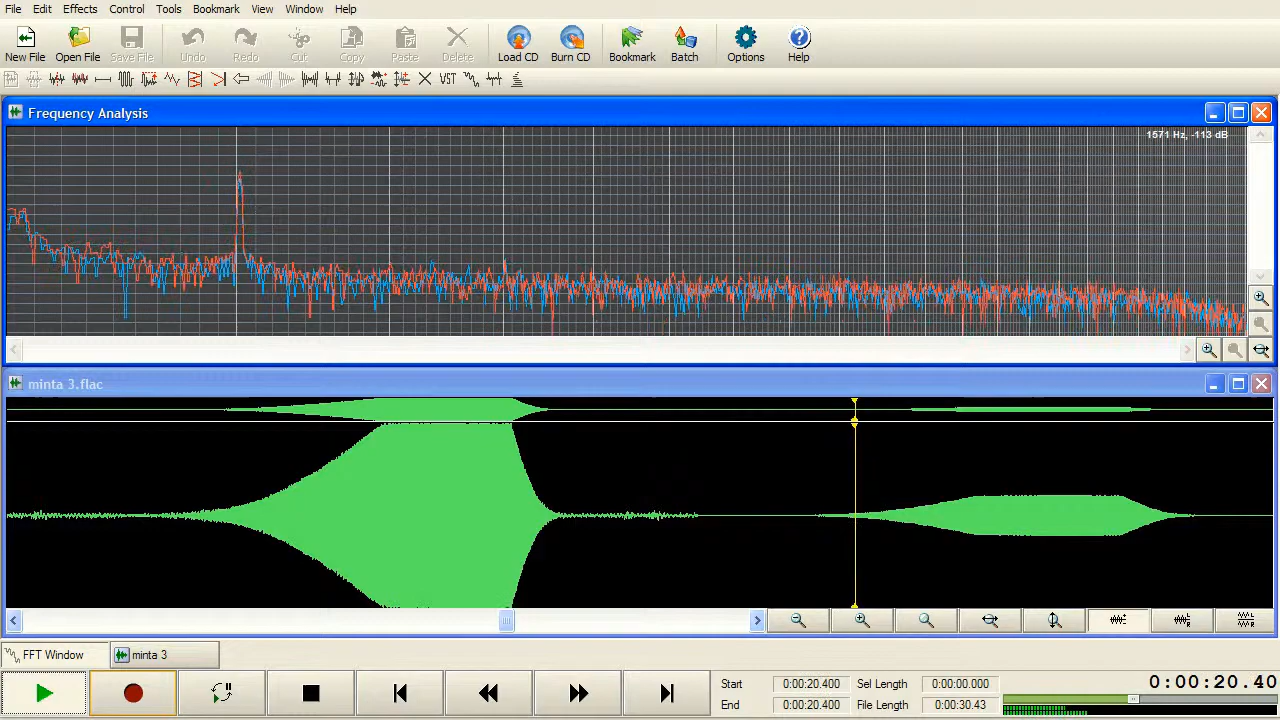 File Edit Effects Control Tools Bookmark View Window Help
New File Open File Save File Undo Redo Cut Copy Paste Delete Load CD Burn CD Bookmark Batch Options Help
VST
Frequency Analysis
1571 Hz, -113 dB
minta 3.flac
FFT Window minta 3
Start 0:00:20.400 Sel Length 0:00:00.000 0:00:20.40
End 0:00:20.400 File Length 0:00:30.43